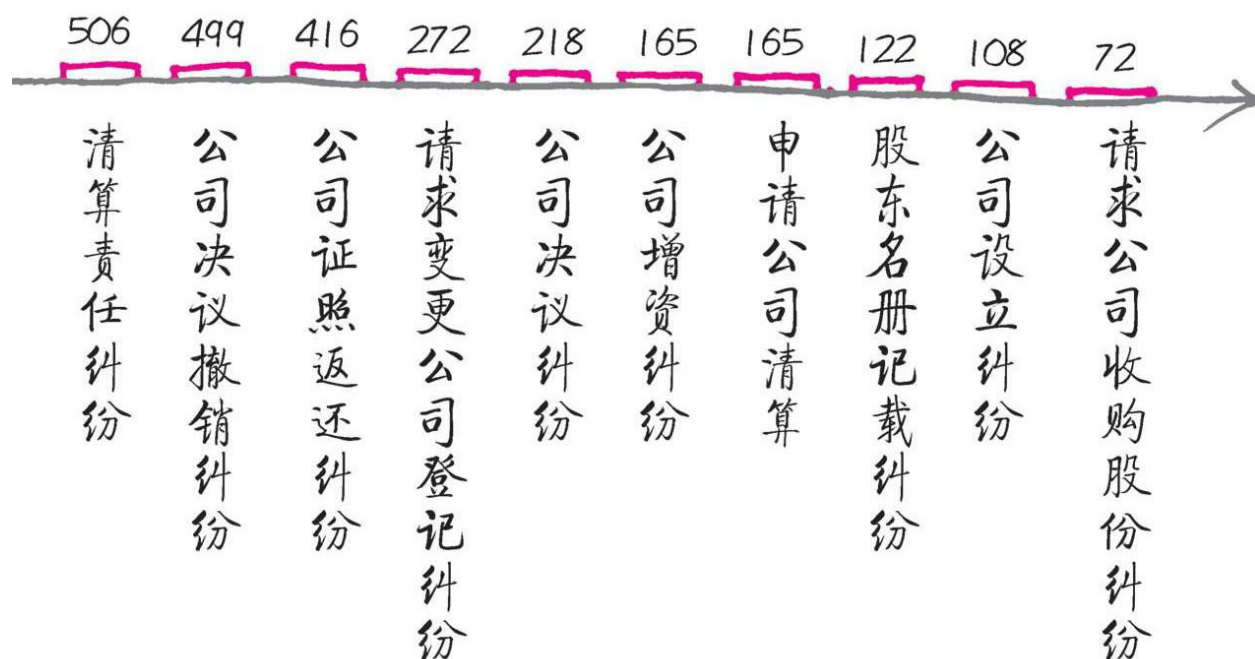 506 499 416 272 218 165 165 122 108 72
清算责任纠纷
公司决议撤销纠纷
公司证照返还纠纷
请求变更公司登记纠纷
公司决议纠纷
公司增资纠纷
申请公司清算
股东名册记载纠纷
公司设立纠纷
请求公司收购股份纠纷